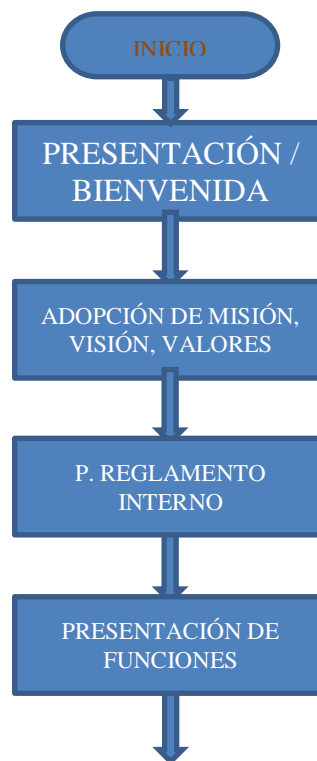 INICIO
PRESENTACIÓN /
BIENVENIDA
ADOPCIÓN DE MISIÓN,
VISIÓN, VALORES
P. REGLAMENTO
INTERNO
PRESENTACIÓN DE
FUNCIONES